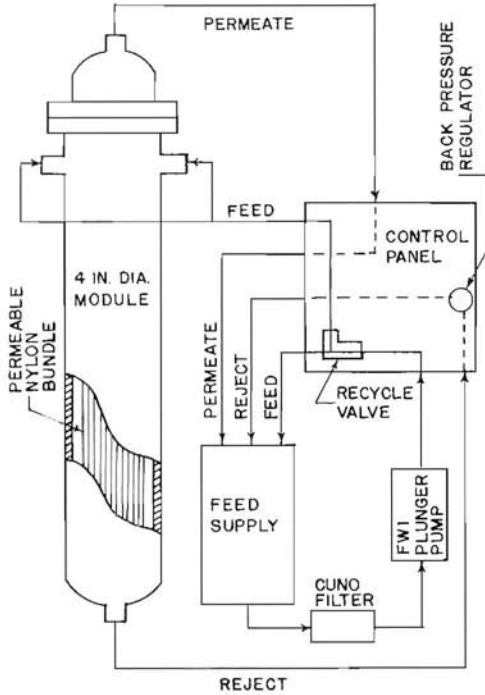 PERMEATE
BACK PRESSURE
REGULATOR
FEED
CONTROL
PANEL
4 IN. DIA.
MODULE
PERMEABLE
NYLON
BUNDLE
PERMEATE
REJECT
FEED
RECYCLE
VALVE
FEED
SUPPLY
FWI
PLUNGER
PUMP
CUNO
FILTER
REJECT